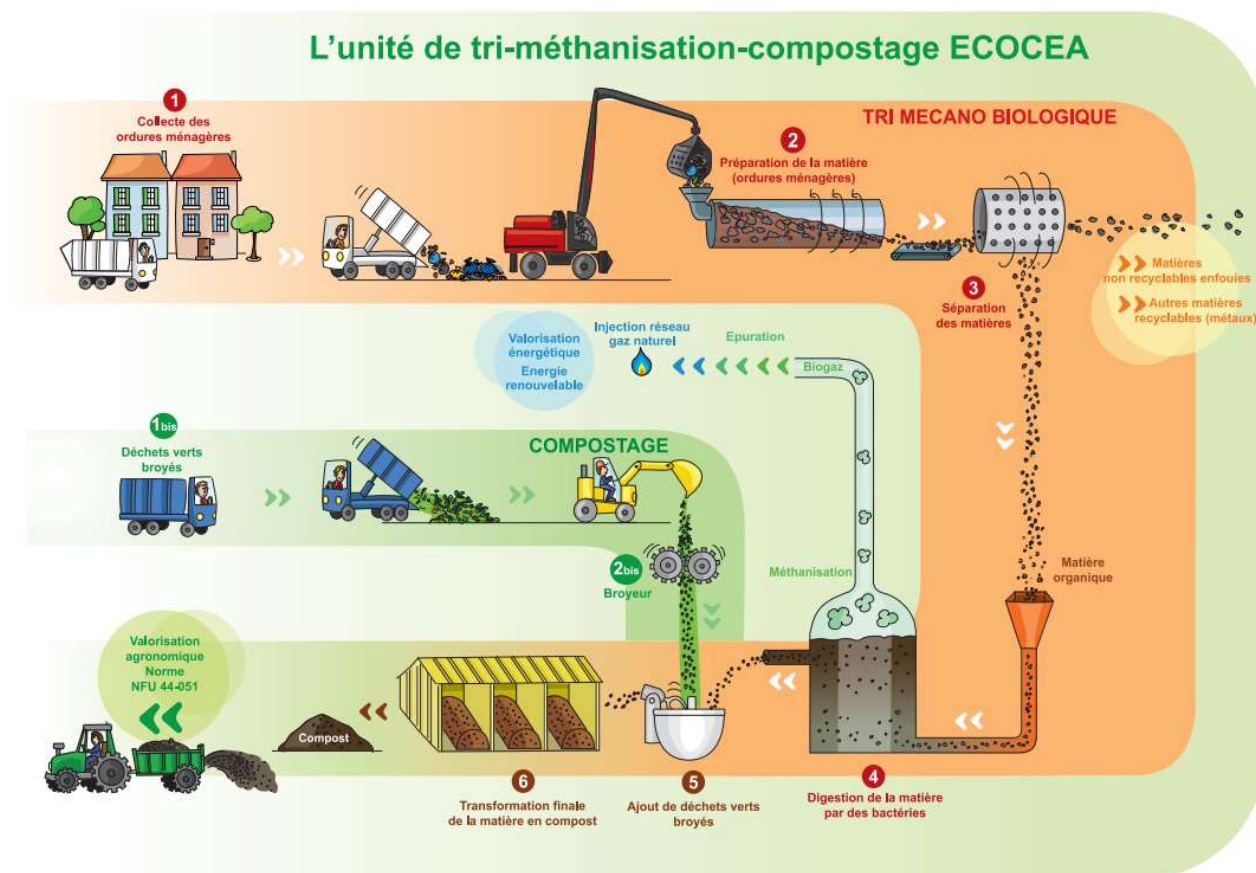 L'unité de tri-méthanisation-compostage ECOCEA
1
Collecte des
ordures ménagères
TRI MECANO BIOLOGIQUE
2
Préparation de la matière
(ordures ménagères)
3
Séparation
des matières
Matières
non recyclables enfouies
Autres matières
recyclables (métaux)
Valorisation
énergétique
Energie
renouvelable
Injection réseau
gaz naturel
Epuration
Biogaz
1bis
Déchets verts
broyés
COMPOSTAGE
2bis
Broyeur
Méthanisation
Matière
organique
Valorisation
agronomique
Norme
NFU 44-051
Compost
6
Transformation finale
de la matière en compost
5
Ajout de déchets verts
broyés
4
Digestion de la matière
par des bactéries